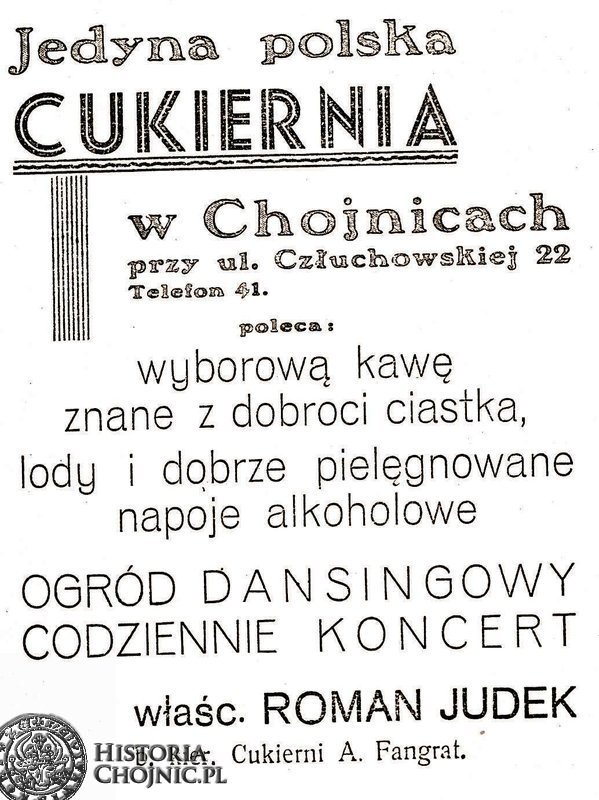 Jedyna polska
CUKIERNIA
w Chojnicach
przy ul. Człuchowskiej 22
Telefon 41.
poleca:
wyborową kawę
znane z dobroci ciastka,
lody i dobrze pielęgnowane
napoje alkoholowe
OGRÓD DANSINGOWY
CODZIENNIE KONCERT
właśc. ROMAN JUDEK
b. kier. Cukierni A. Fangrat.
HISTORIA
CHOJNIC.PL